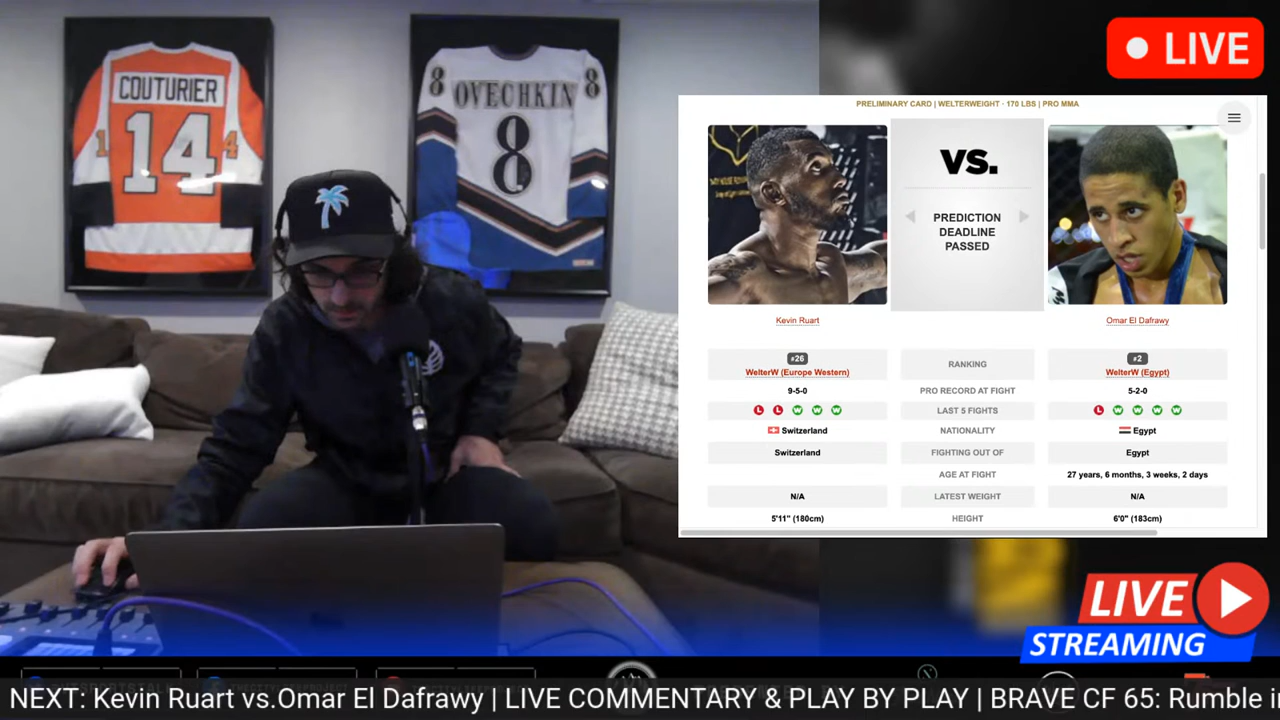 COUTURIER
14
1
4
8
8
OVECHKIN
8
LIVE
PRELIMINARY CARD | WELTERWEIGHT · 170 LBS | PRO MMA
VS.
PREDICTION
DEADLINE
PASSED
Kevin Ruart
Omar El Dafrawy
#26
WelterW (Europe Western)
RANKING
#2
WelterW (Egypt)
9-5-0
PRO RECORD AT FIGHT
5-2-0
L L W W W
LAST 5 FIGHTS
L W W W W
Switzerland
NATIONALITY
Egypt
Switzerland
FIGHTING OUT OF
Egypt
AGE AT FIGHT
27 years, 6 months, 3 weeks, 2 days
N/A
LATEST WEIGHT
N/A
5'11" (180cm)
HEIGHT
6'0" (183cm)
LIVE
STREAMING
NEXT: Kevin Ruart vs.Omar El Dafrawy | LIVE COMMENTARY & PLAY BY PLAY | BRAVE CF 65: Rumble i